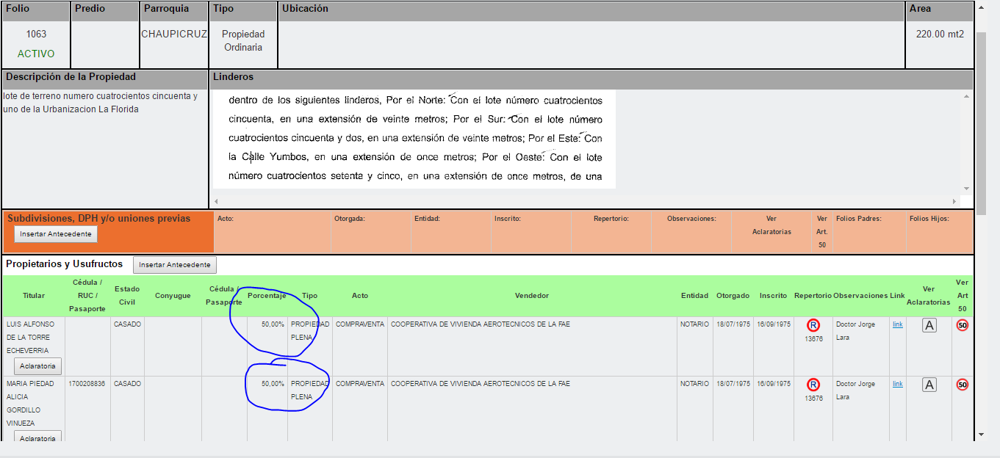 Folio Predio Parroquia Tipo Ubicación Area
1063 CHAUPICRUZ Propiedad Ordinaria 220.00 mt2
ACTIVO
Descripción de la Propiedad Linderos
lote de terreno numero cuatrocientos cincuenta y
uno de la Urbanizacion La Florida
dentro de los siguientes linderos, Por el Norte: Con el lote número cuatrocientos
cincuenta, en una extensión de veinte metros; Por el Sur: Con el lote número
cuatrocientos cincuenta y dos, en una extensión de veinte metros; Por el Este: Con
la Calle Yumbos, en una extensión de once metros; Por el Oeste: Con el lote
número cuatrocientos setenta y cinco, en una extensión de once metros, de una
Subdivisiones, DPH y/o uniones previas
Insertar Antecedente
Acto: Otorgada: Entidad: Inscrito: Repertorio: Observaciones: Ver Aclaratorias Ver Art. 50 Folios Padres: Folios Hijos:
Propietarios y Usufructos Insertar Antecedente
Titular Cédula / RUC / Pasaporte Estado Civil Conyugue Cédula / Pasaporte Porcentaje Tipo Acto Vendedor Entidad Otorgado Inscrito Repertorio Observaciones Link Ver Aclaratorias Ver Art 50
LUIS ALFONSO DE LA TORRE ECHEVERRIA CASADO 50,00% PROPIEDAD PLENA COMPRAVENTA COOPERATIVA DE VIVIENDA AEROTECNICOS DE LA FAE NOTARIO 18/07/1975 16/09/1975 R 13676 Doctor Jorge Lara link A 50
Aclaratoria
MARIA PIEDAD ALICIA GORDILLO VINUEZA 1700208836 CASADO 50,00% PROPIEDAD PLENA COMPRAVENTA COOPERATIVA DE VIVIENDA AEROTECNICOS DE LA FAE NOTARIO 18/07/1975 16/09/1975 R 13676 Doctor Jorge Lara link A 50
Aclaratoria